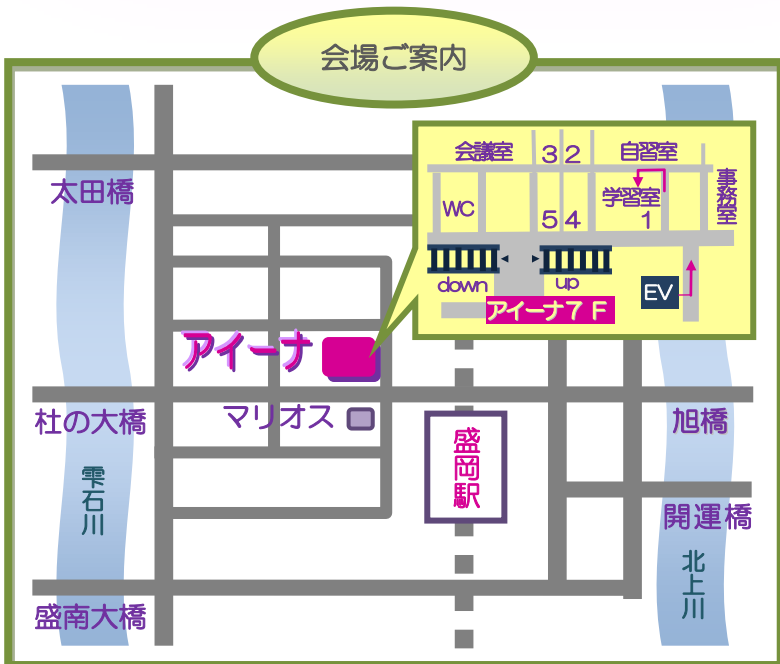 会場ご案内
会議室
3 2
自習室
事務室
太田橋
WC
学習室
1
5 4
down
up
EV
アイーナ7 F
アイーナ
マリオス
杜の大橋
旭橋
盛岡駅
雫石川
開運橋
北上川
盛南大橋